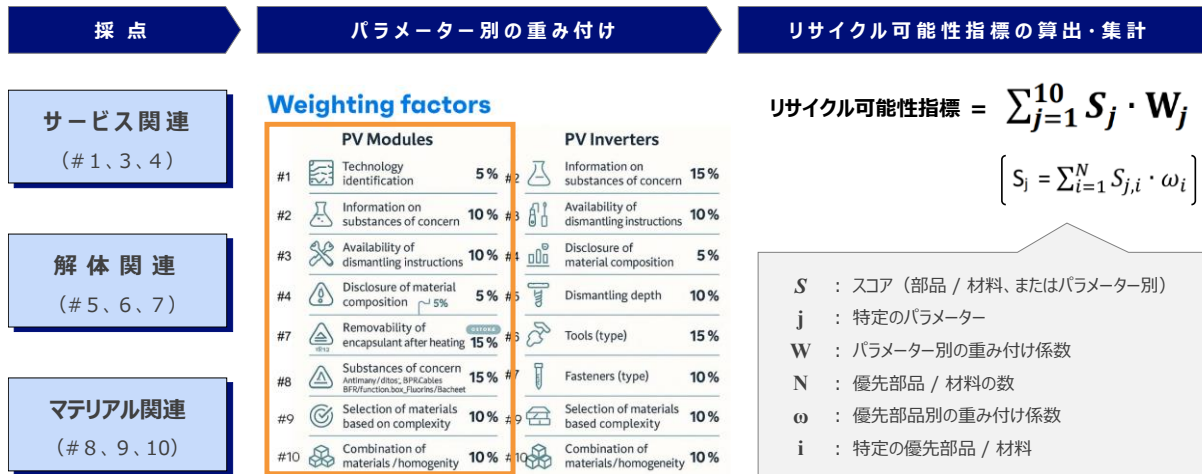 採点
パラメーター別の重み付け
リサイクル可能性指標の算出・集計
サービス関連
(#1、3、4)
解体関連
(#5、6、7)
マテリアル関連
(#8、9、10)
Weighting factors
PV Modules
#1 Technology
identification 5%
#2 Information on
substances of concern 10%
#3 Availability of
dismantling instructions 10%
#4 Disclosure of material
composition 5% 5%
#7 Removability of
encapsulant after heating 15%
#8 Substances of concern 15%
Antimany/ditos:, BPRCables
BFR/function.box_Fluorins/Bacheet
#9 Selection of materials
based on complexity 10%
#10 Combination of
materials/homogenity 10%
PV Inverters
#2 Information on
substances of concern 15%
#3 Availability of
dismantling instructions 10%
#4 Disclosure of
material composition 5%
#5 Dismantling depth 10%
#6 Tools (type) 15%
#7 Fasteners (type) 10%
#9 Selection of materials
based on complexity 10%
#10 Combination of
materials/homogeneity 10%
リサイクル可能性指標 = ∑_{j=1}^{10} S_j · W_j
[S_j = ∑_{i=1}^{N} S_{j,i} · ω_i]
S : スコア（部品 / 材料、またはパラメーター別）
j : 特定のパラメーター
W : パラメーター別の重み付け係数
N : 優先部品 / 材料の数
ω : 優先部品別の重み付け係数
i : 特定の優先部品 / 材料